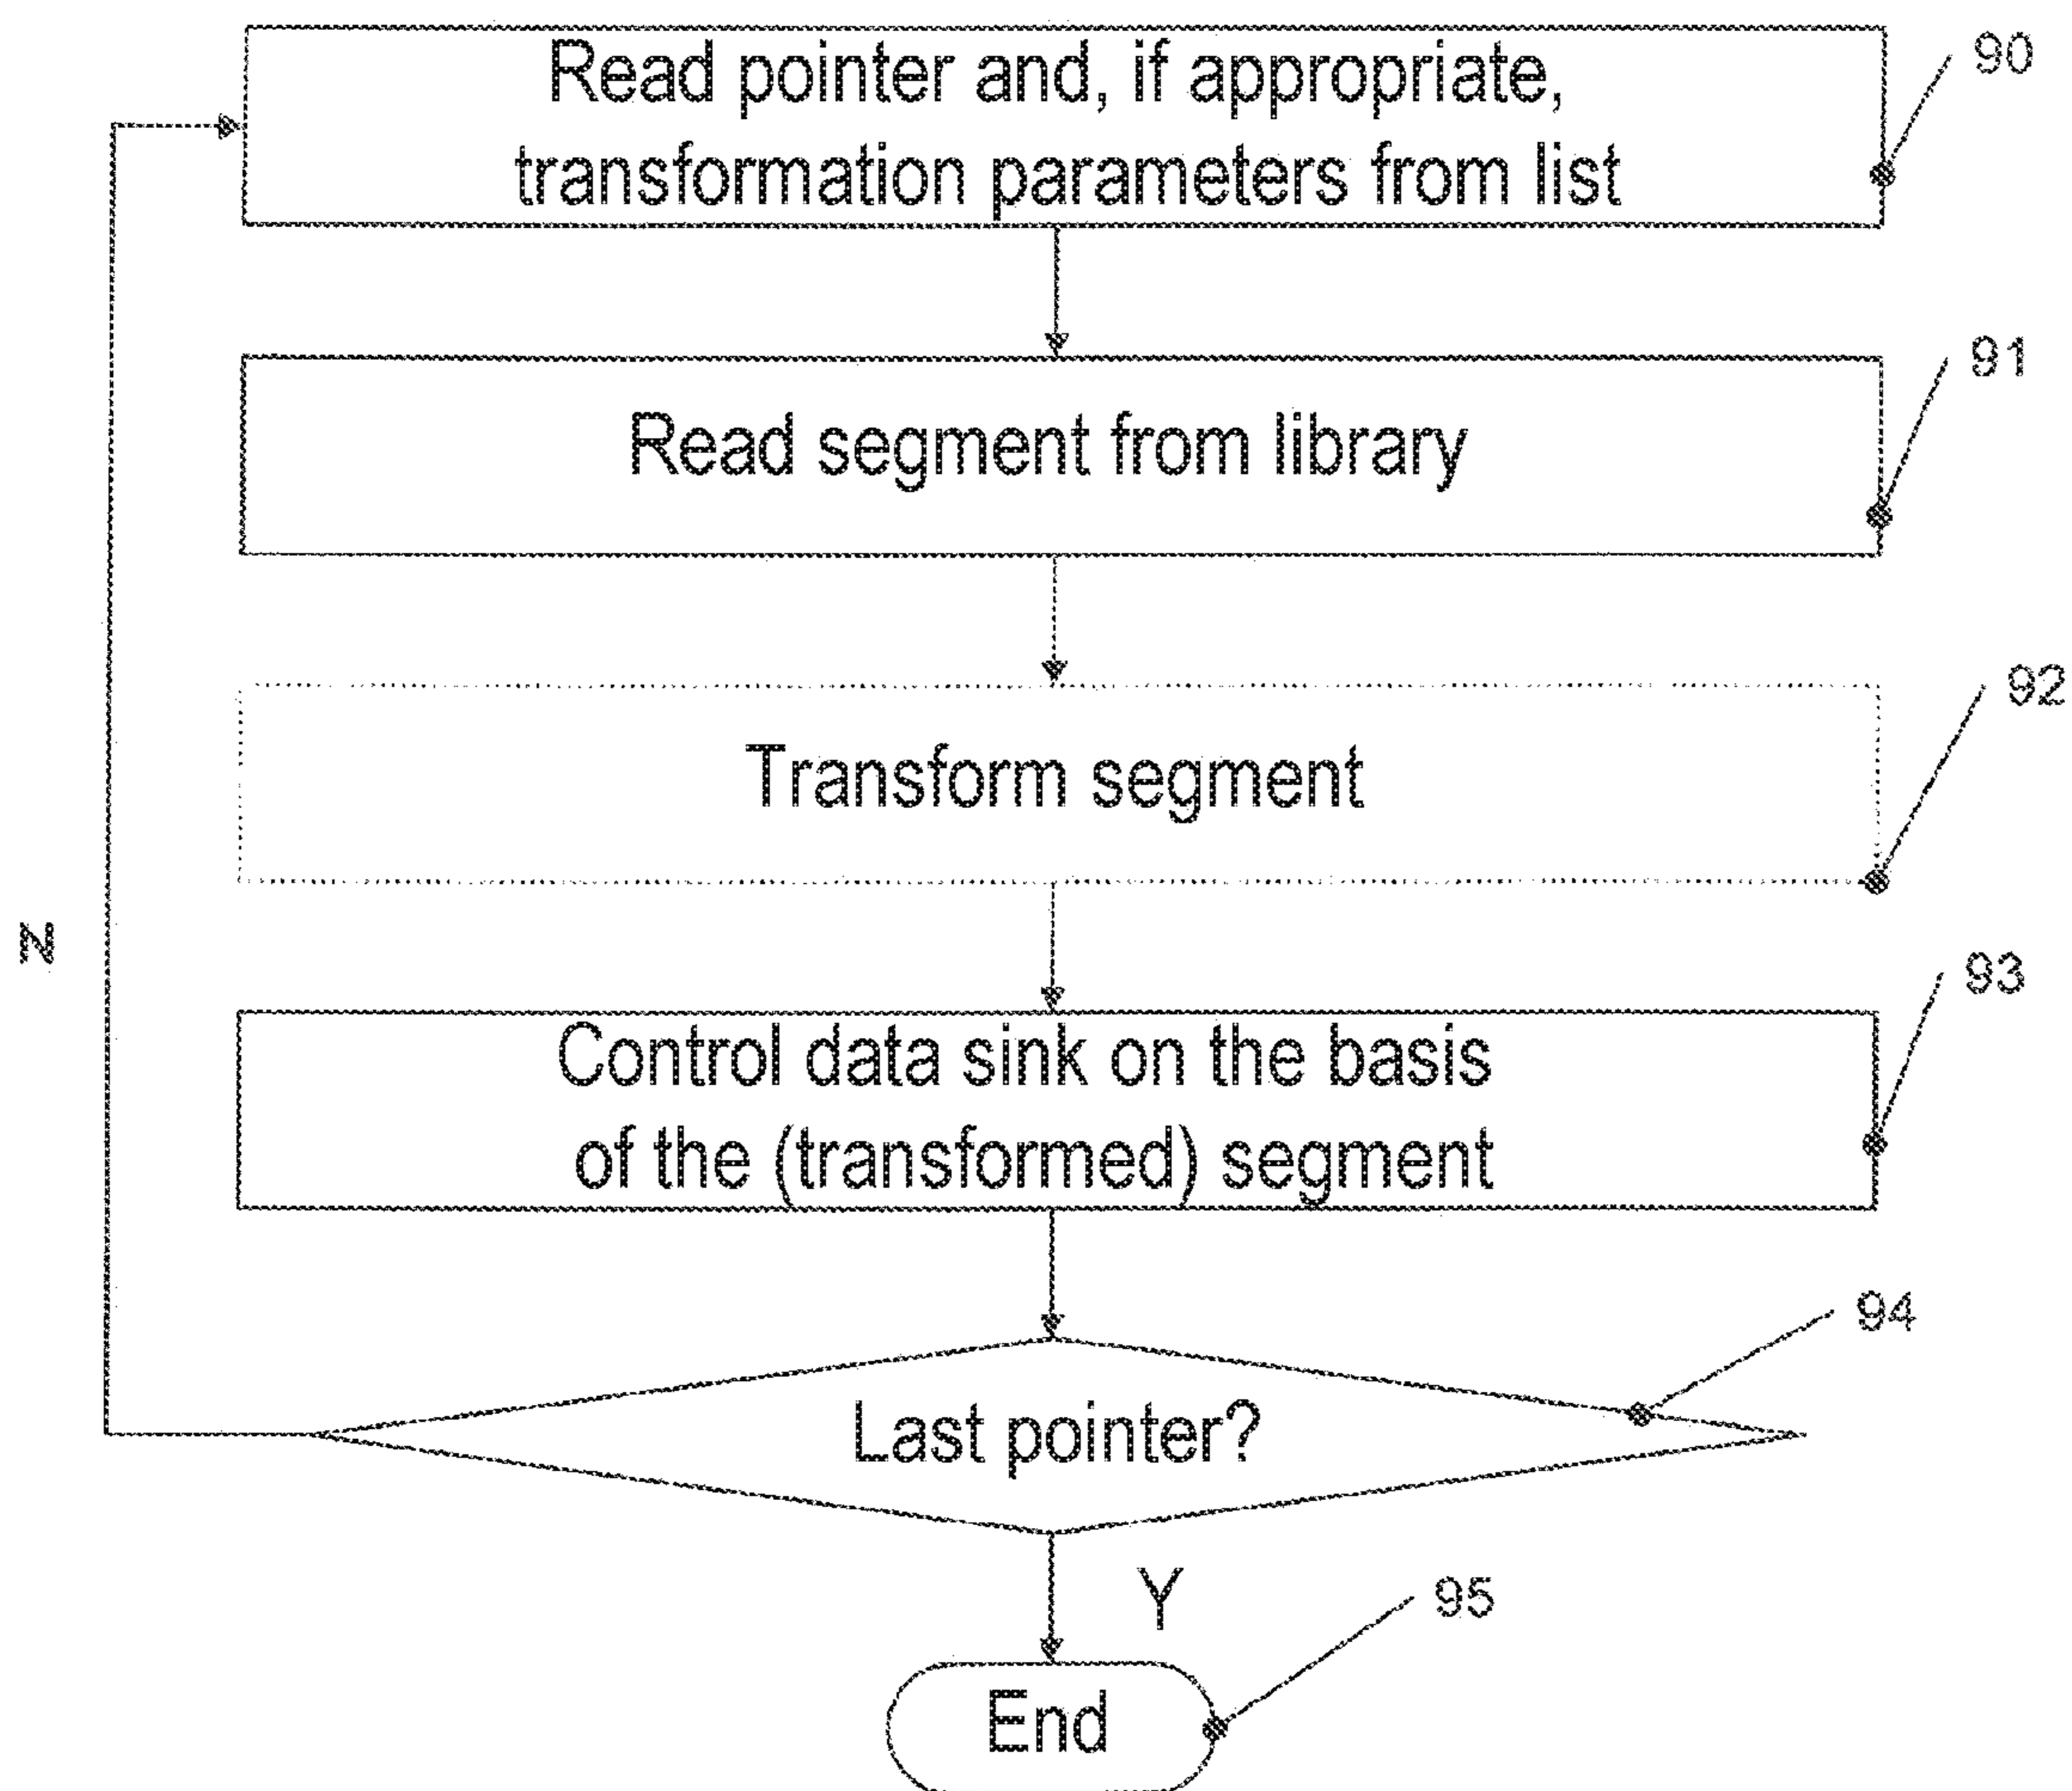 Read pointer and, if appropriate,
transformation parameters from list
90
Read segment from library
91
Transform segment
92
N
Control data sink on the basis
of the (transformed) segment
93
Last pointer?
94
Y
End
95